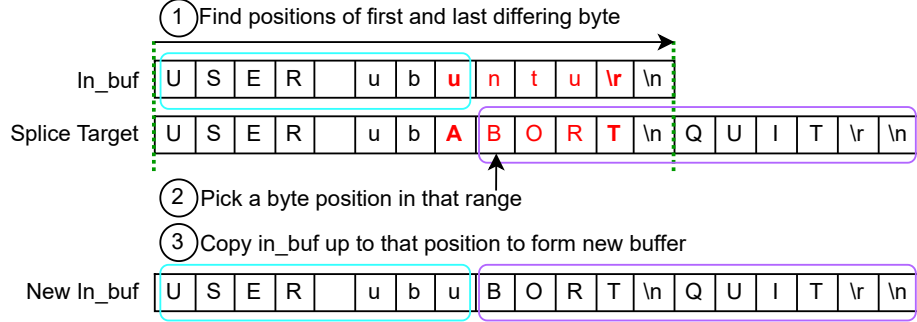 1 Find positions of first and last differing byte
In_buf U S E R u b u n t u \r \n
Splice Target U S E R u b A B O R T \n Q U I T \r \n
2 Pick a byte position in that range
3 Copy in_buf up to that position to form new buffer
New In_buf U S E R u b u B O R T \n Q U I T \r \n